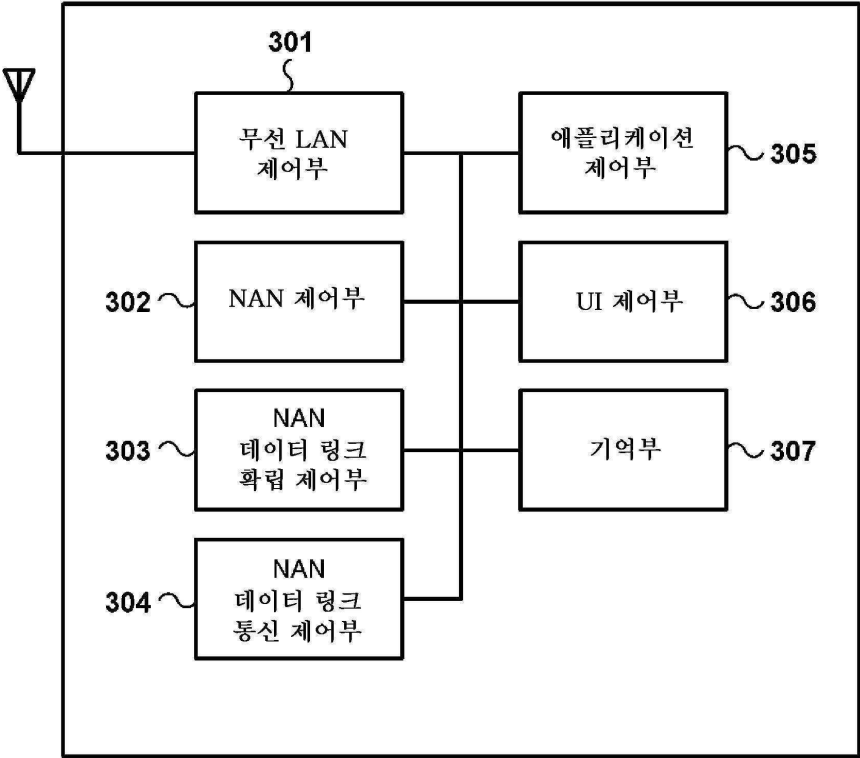 301
무선 LAN
제어부
애플리케이션
제어부
305
302
NAN 제어부
UI 제어부
306
303
NAN
데이터 링크
확립 제어부
기억부
307
304
NAN
데이터 링크
통신 제어부